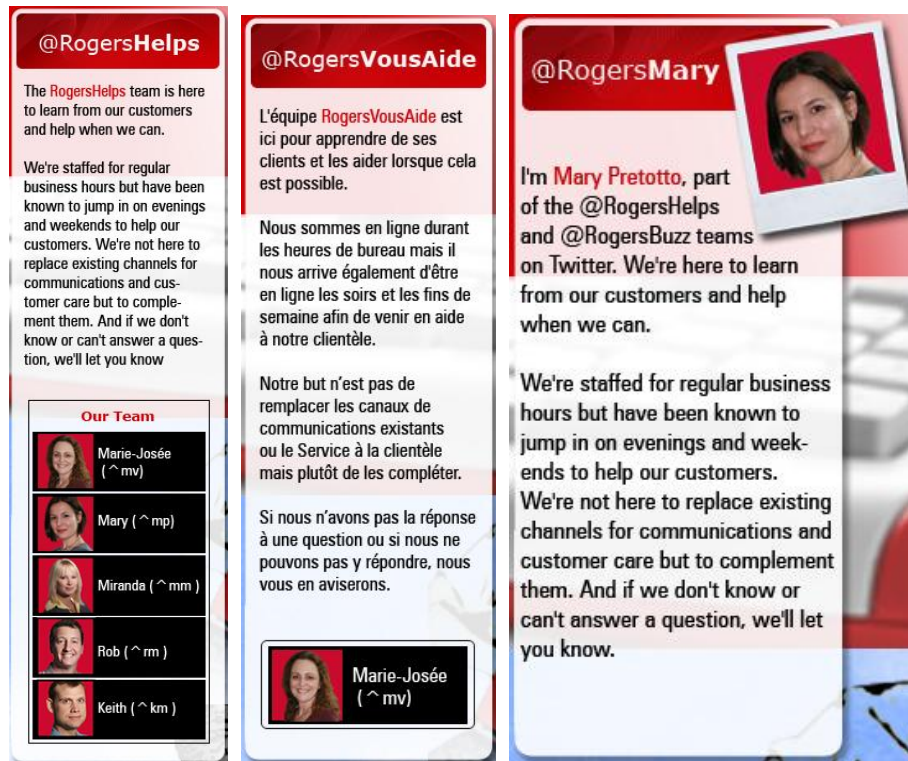 @RogersHelps
The RogersHelps team is here
to learn from our customers
and help when we can.
We're staffed for regular
business hours but have been
known to jump in on evenings
and weekends to help our
customers. We're not here to
replace existing channels for
communications and cus-
tomer care but to comple-
ment them. And if we don't
know or can't answer a ques-
tion, we'll let you know
Our Team
Marie-Josée
(^mv)
Mary (^mp)
Miranda (^mm )
Rob (^rm )
Keith (^km )
@RogersVousAide
L'équipe RogersVousAide est
ici pour apprendre de ses
clients et les aider lorsque cela
est possible.
Nous sommes en ligne durant
les heures de bureau mais il
nous arrive également d'être
en ligne les soirs et les fins de
semaine afin de venir en aide
à notre clientèle.
Notre but n'est pas de
remplacer les canaux de
communications existants
ou le Service à la clientèle
mais plutôt de les compléter.
Si nous n'avons pas la réponse
à une question ou si nous ne
pouvons pas y répondre, nous
vous en aviserons.
Marie-Josée
(^mv)
@RogersMary
I'm Mary Pretotto, part
of the @RogersHelps
and @RogersBuzz teams
on Twitter. We're here to learn
from our customers and help
when we can.
We're staffed for regular business
hours but have been known to
jump in on evenings and week-
ends to help our customers.
We're not here to replace existing
channels for communications and
customer care but to complement
them. And if we don't know or
can't answer a question, we'll let
you know.